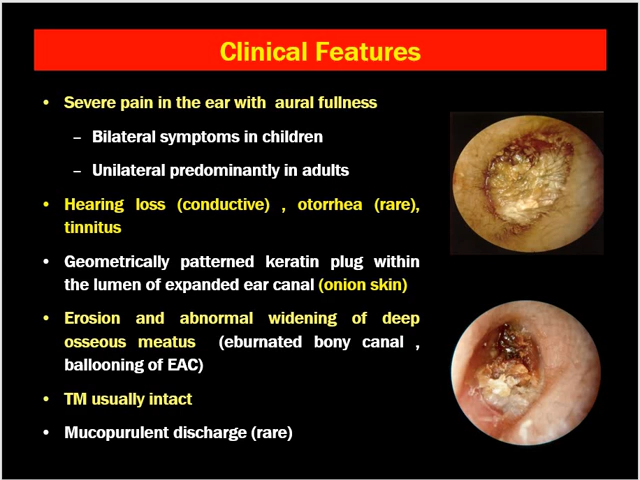 Clinical Features
• Severe pain in the ear with aural fullness
– Bilateral symptoms in children
– Unilateral predominantly in adults
• Hearing loss (conductive) , otorrhea (rare),
tinnitus
• Geometrically patterned keratin plug within
the lumen of expanded ear canal (onion skin)
• Erosion and abnormal widening of deep
osseous meatus (eburnated bony canal ,
ballooning of EAC)
• TM usually intact
• Mucopurulent discharge (rare)